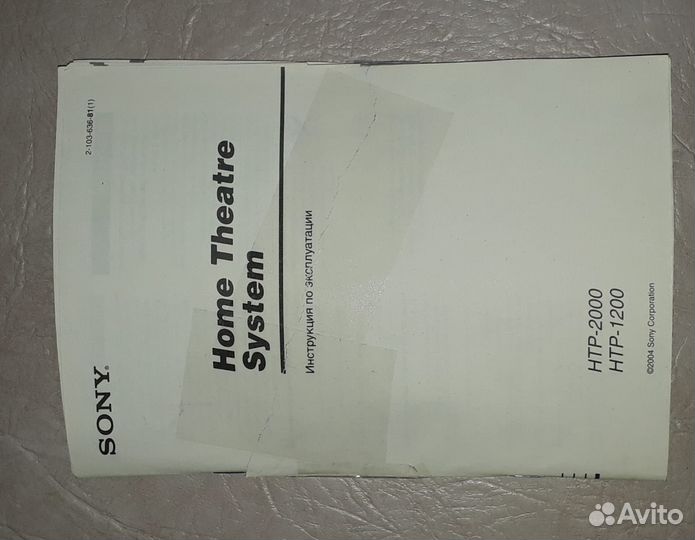 2-103-636-81(1)
Home Theatre
System
Инструкция по эксплуатации
SONY®
HTP-2000
HTP-1200
©2004 Sony Corporation
Avito